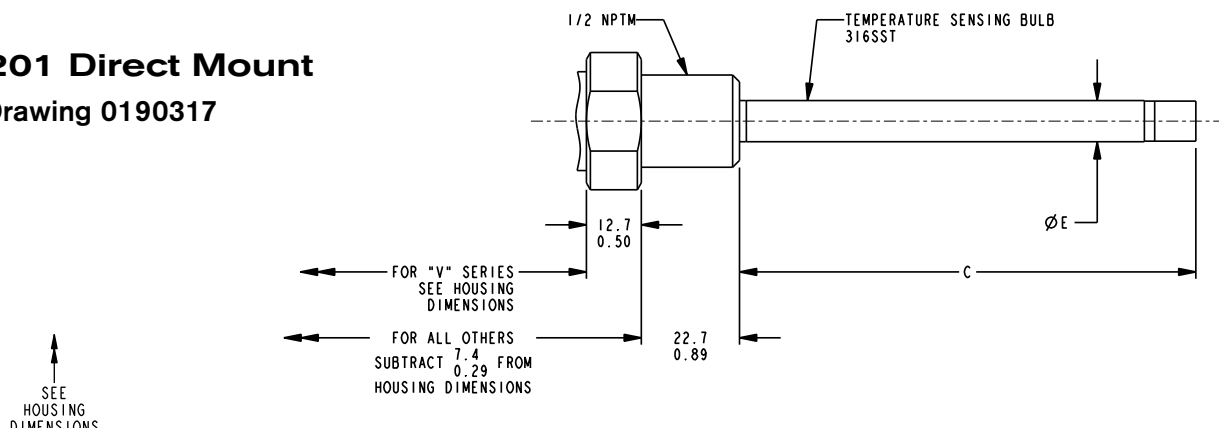 201 Direct Mount
Drawing 0190317
1/2 NPTM
TEMPERATURE SENSING BULB
316SST
12.7
0.50
ØE
FOR "V" SERIES
SEE HOUSING
DIMENSIONS
C
FOR ALL OTHERS
SUBTRACT 7.4 FROM
0.29
HOUSING DIMENSIONS
22.7
0.89
SEE
HOUSING
DIMENSIONS